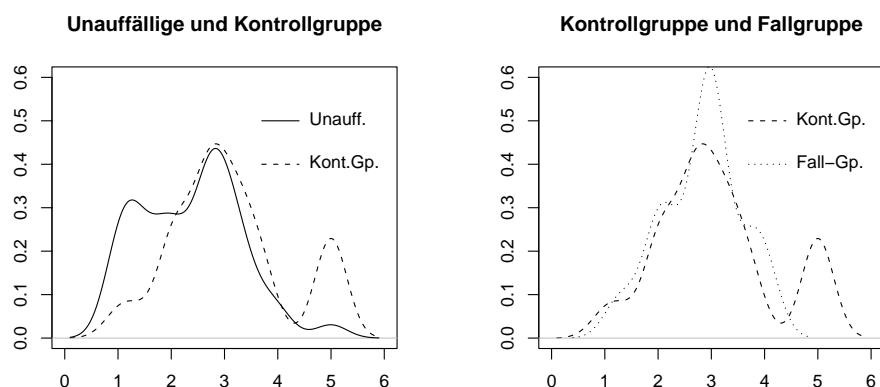 Unauffällige und Kontrollgruppe
0.6
0.5
0.4
0.3
0.2
0.1
0.0
Unauff.
Kont.Gp.
0 1 2 3 4 5 6
Kontrollgruppe und Fallgruppe
0.6
0.5
0.4
0.3
0.2
0.1
0.0
Kont.Gp.
Fall−Gp.
0 1 2 3 4 5 6